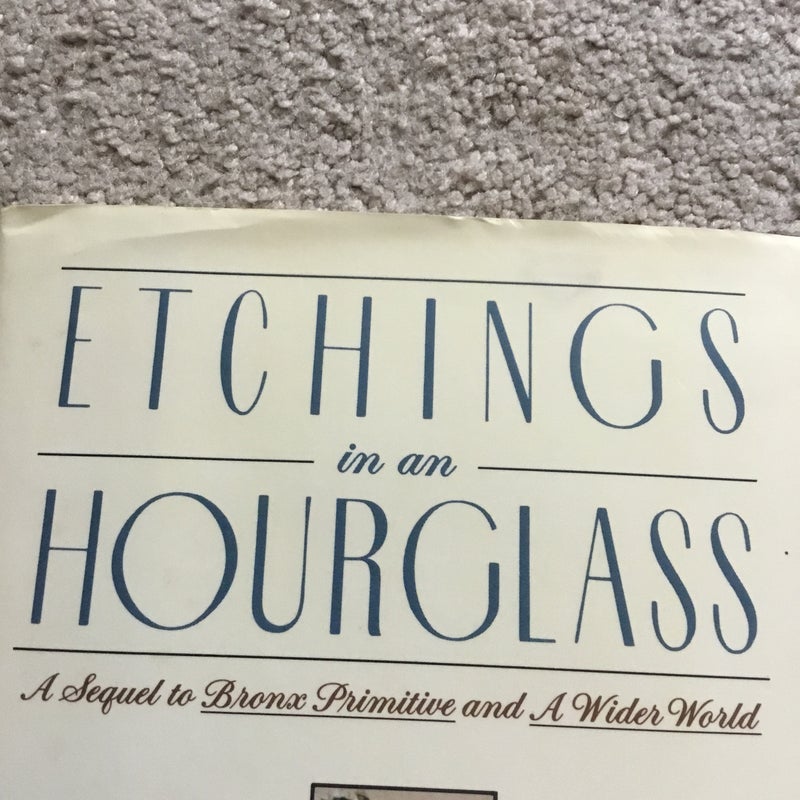 ETCHINGS
in an
HOURGLASS
A Sequel to Bronx Primitive and A Wider World